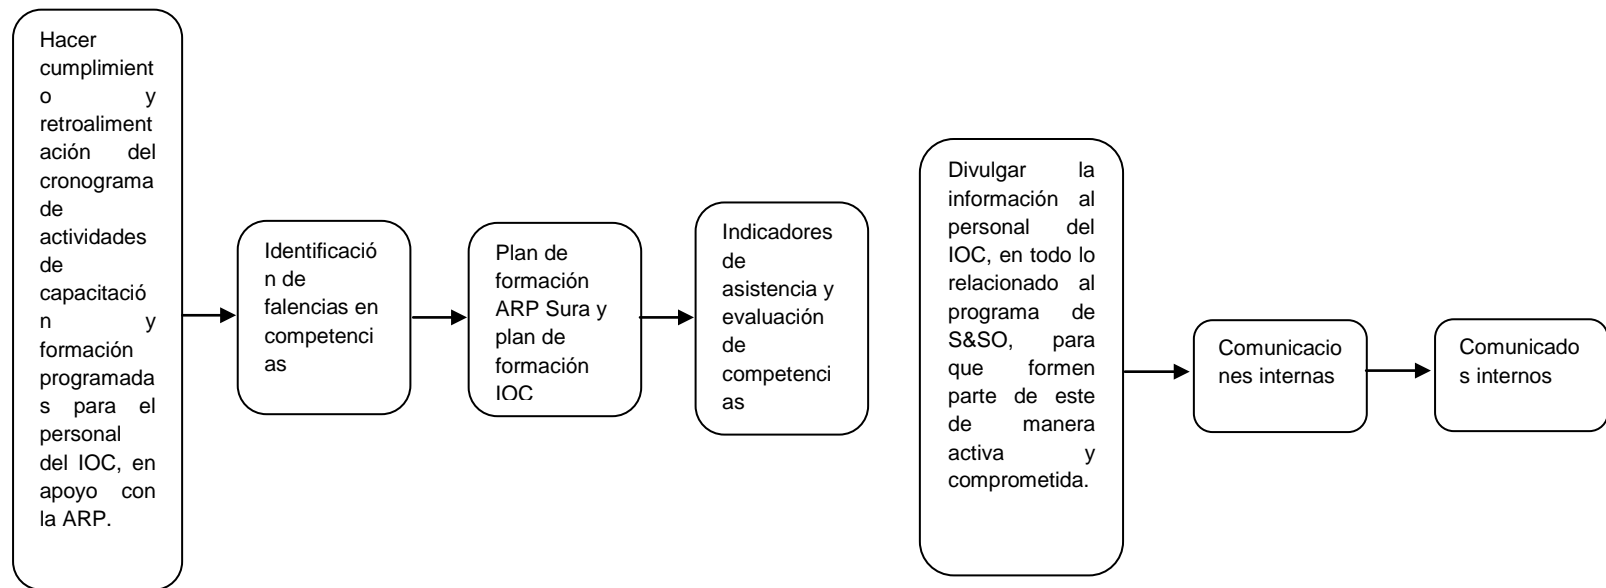 Hacer
cumplimient
o y
retroaliment
ación del
cronograma
de
actividades
de
capacitació
n y
formación
programada
s para el
personal
del IOC, en
apoyo con
la ARP.
Identificació
n de
falencias en
competenci
as
Plan de
formación
ARP Sura y
plan de
formación
IOC
Indicadores
de
asistencia y
evaluación
de
competenci
as
Divulgar la
información al
personal del
IOC, en todo lo
relacionado al
programa de
S&SO, para
que formen
parte de este
de manera
activa y
comprometida.
Comunicacio
nes internas
Comunicado
s internos